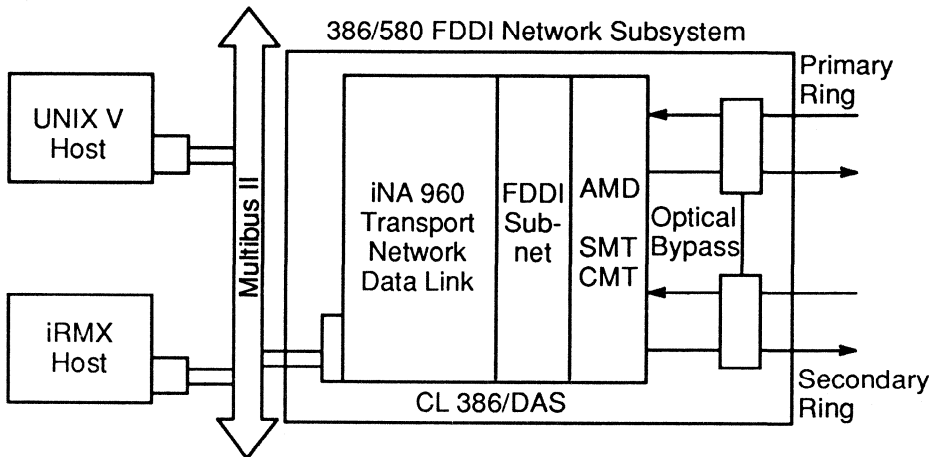 386/580 FDDI Network Subsystem
UNIX V
Host
iRMX
Host
Multibus II
iNA 960
Transport
Network
Data Link
FDDI
Sub-
net
AMD
SMT
CMT
Optical
Bypass
Primary
Ring
Secondary
Ring
CL 386/DAS